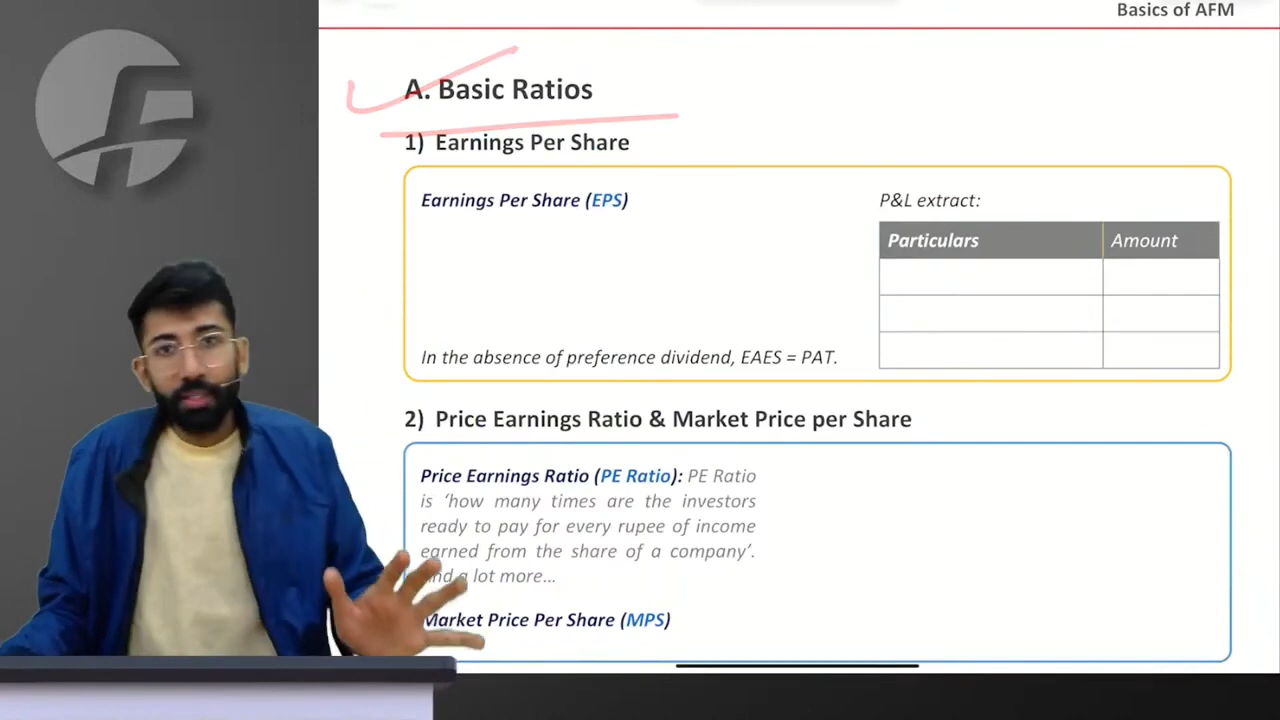 Basics of AFM
A. Basic Ratios
1) Earnings Per Share
Earnings Per Share (EPS)
P&L extract:
Particulars Amount
In the absence of preference dividend, EAES = PAT.
2) Price Earnings Ratio & Market Price per Share
Price Earnings Ratio (PE Ratio): PE Ratio
is ‘how many times are the investors
ready to pay for every rupee of income
earned from the share of a company’.
a lot more…
Market Price Per Share (MPS)